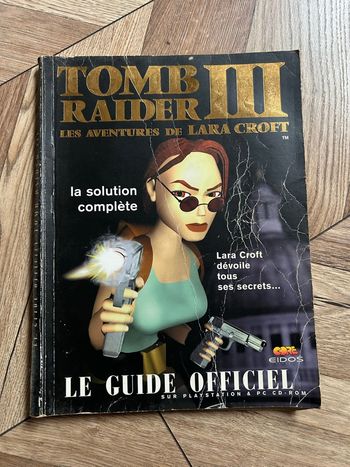 TOMB
RAIDER III
LES AVENTURES DE LARA CROFT
TM
la solution
complète
Lara Croft
dévoile
tous
ses secrets...
CORE
EIDOS
LE GUIDE OFFICIEL
SUR PLAYSTATION & PC CD-ROM